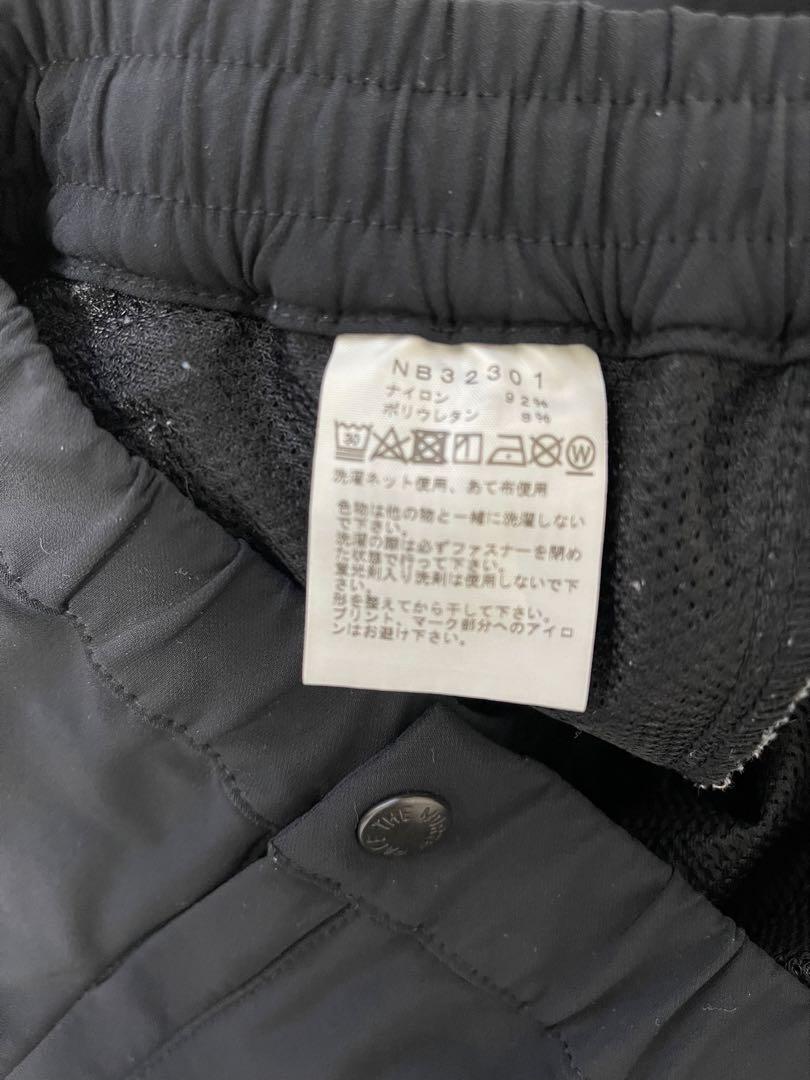 NB32301
ナイロン 92%
ポリウレタン 8%
30 W
洗濯ネット使用、あて布使用
色物は他の物と一緒に洗濯しない
で下さい。
洗濯の際は必ずファスナーを閉め
た状態で行って下さい。
蛍光剤入り洗剤は使用しないで下
さい。
形を整えてから干して下さい。
プリント、マーク部分へのアイロ
ンはお避け下さい。
THE